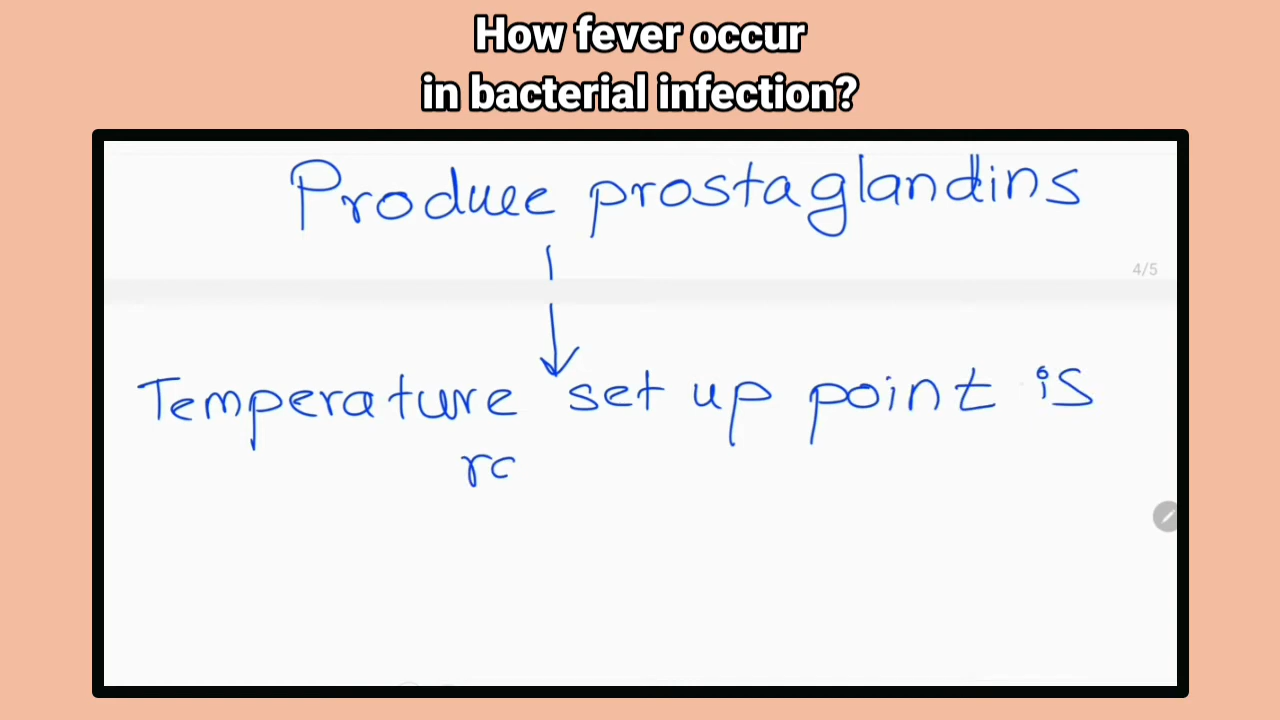 How fever occur
in bacterial infection?
Produce prostaglandins
4/5
Temperature set up point is